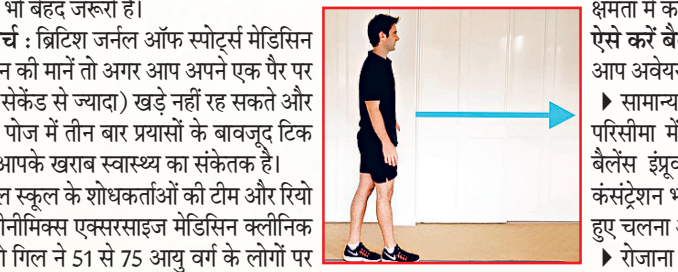 भी बेहद जरूरी है।
र्च : ब्रिटिश जर्नल ऑफ स्पोर्ट्स मेडिसिन
न की मानें तो अगर आप अपने एक पैर पर
सेकेंड से ज्यादा) खड़े नहीं रह सकते और
पोज में तीन बार प्रयासों के बावजूद टिक
आपके खराब स्वास्थ्य का संकेतक है।
ल स्कूल के शोधकर्ताओं की टीम और रियो
नीमिक्स एक्सरसाइज मेडिसिन क्लीनिक
गिल ने 51 से 75 आयु वर्ग के लोगों पर
क्षमता में क
ऐसे करें बै
आप अवेय
▶ सामान्य
परिसीमा में
बैलेंस इंप्रूव
कंसंट्रेशन
हुए चलना
▶ रोजाना